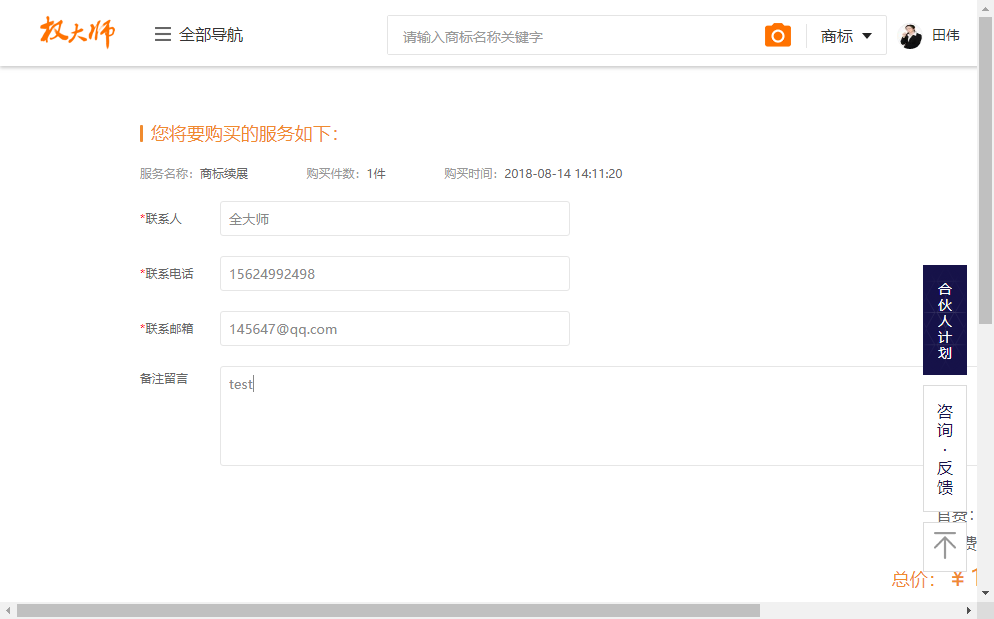 权大师
全部导航
请输入商标名称关键字
商标
田伟
您将要购买的服务如下：
服务名称：商标续展 购买件数：1件 购买时间：2018-08-14 14:11:20
*联系人 全大师
*联系电话 15624992498
*联系邮箱 145647@qq.com
备注留言 test
合伙人计划
咨询·反馈
官费：
费
总价：¥1